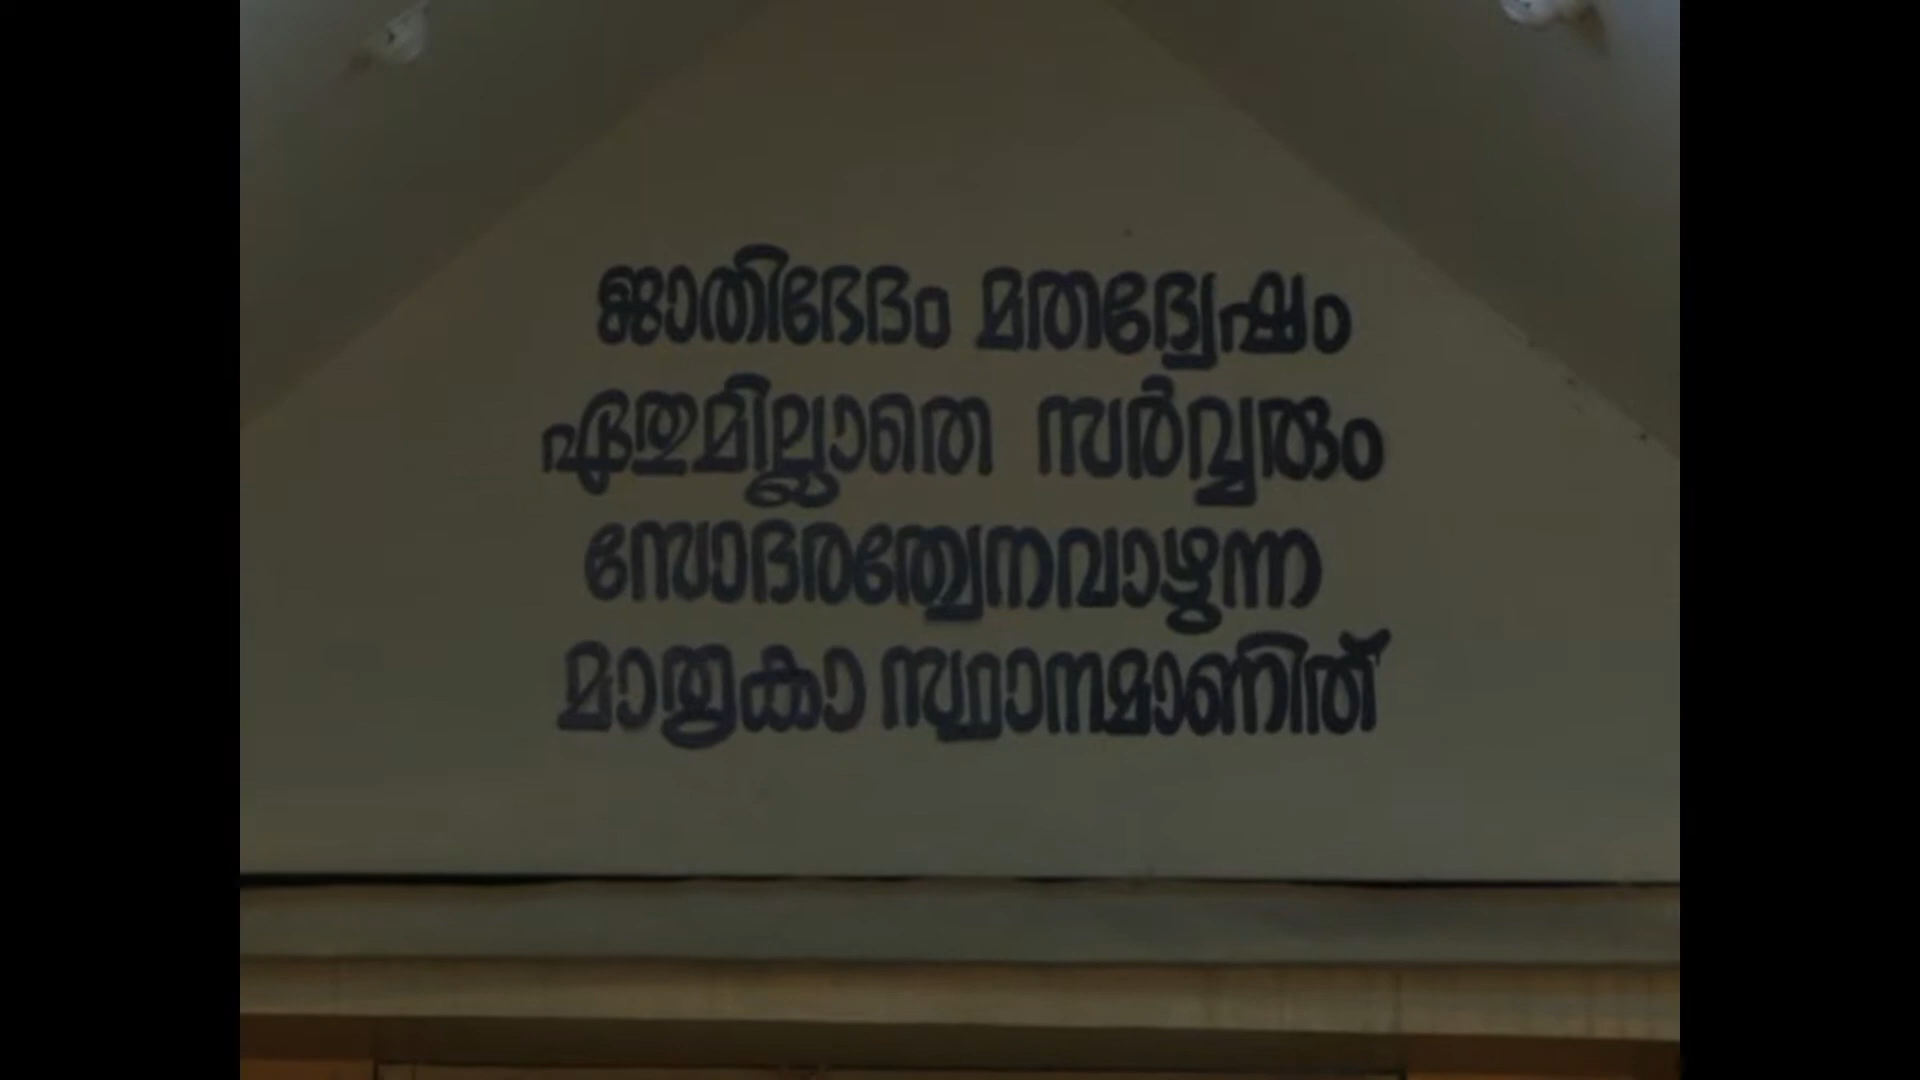 ജാതിഭേദം മതദ്വേഷം
ഏതുമില്ലാതെ സർവ്വരും
സോദരത്വേനവാഴുന്ന
മാതൃകാ സ്ഥാനമാണിത്